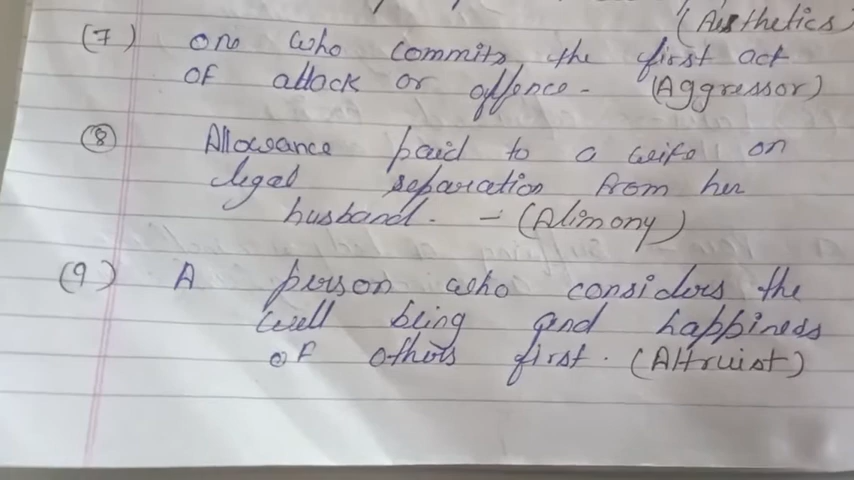 (Aesthetics)
(7) one who commits the first act
of attack or offence - (Aggressor)
(8) Allowance paid to a wife on
legal separation from her
husband. - (Alimony)
(9) A person who considers the
well being and happiness
of others first. (Altruist)